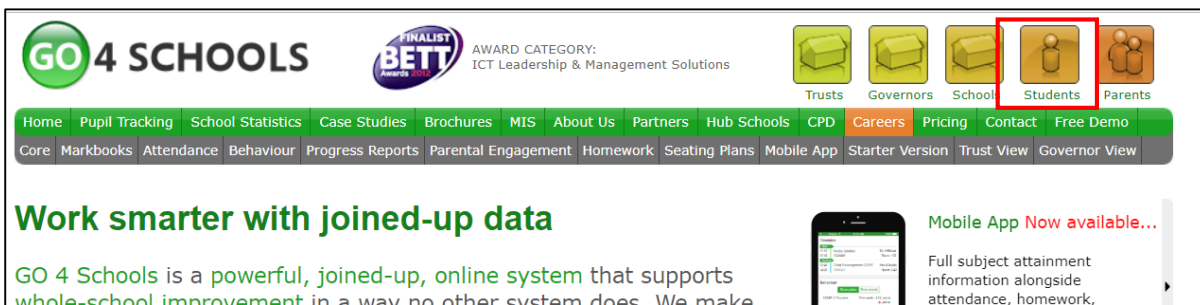 GO 4 SCHOOLS
FINALIST
BETT
Awards 2012
AWARD CATEGORY:
ICT Leadership & Management Solutions
Trusts Governors Schools Students Parents
Home Pupil Tracking School Statistics Case Studies Brochures MIS About Us Partners Hub Schools CPD Careers Pricing Contact Free Demo
Core Markbooks Attendance Behaviour Progress Reports Parental Engagement Homework Seating Plans Mobile App Starter Version Trust View Governor View
Work smarter with joined-up data
GO 4 Schools is a powerful, joined-up, online system that supports
whole-school improvement in a way no other system does. We make
Mobile App Now available...
Full subject attainment
information alongside
attendance, homework,